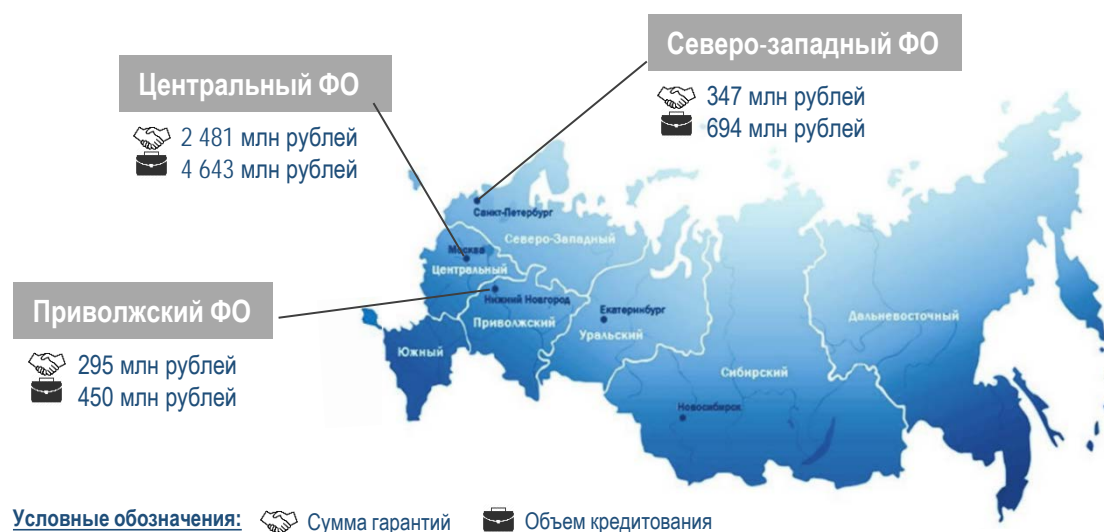 Северо-западный ФО
347 млн рублей
694 млн рублей
Центральный ФО
2 481 млн рублей
4 643 млн рублей
Санкт-Петербург
Северо-Западный
Москва
Центральный
Нижний Новгород
Приволжский ФО
295 млн рублей
450 млн рублей
Приволжский
Екатеринбург
Уральский
Дальневосточный
Южный
Сибирский
Новосибирск
Условные обозначения: Сумма гарантий Объем кредитования